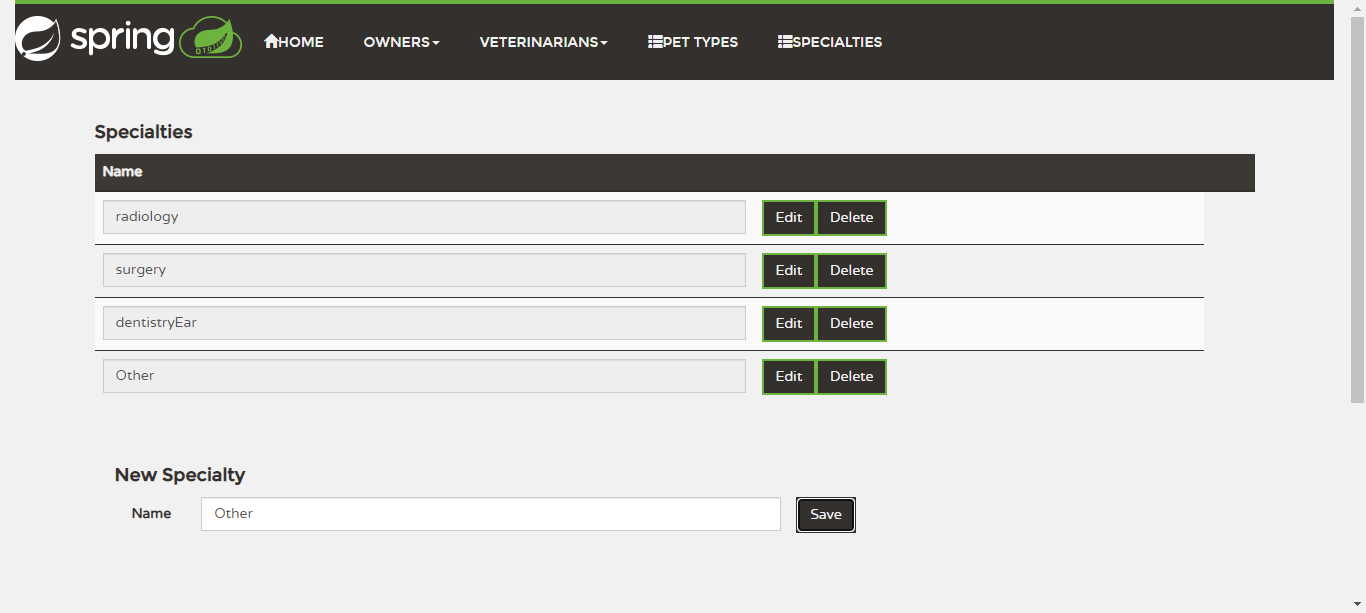 spring HOME OWNERS VETERINARIANS PET TYPES SPECIALTIES
Specialties
Name
radiology Edit Delete
surgery Edit Delete
dentistryEar Edit Delete
Other Edit Delete
New Specialty
Name Other Save